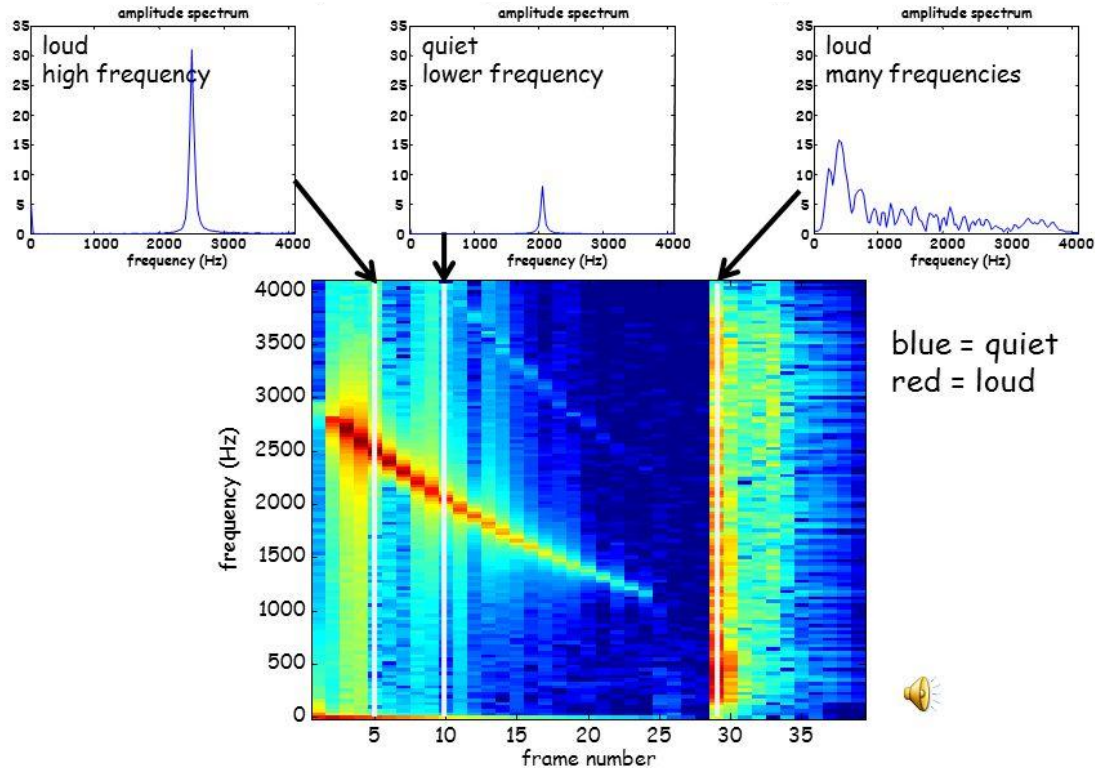 amplitude spectrum
35
30
25
20
15
10
5
0
loud
high frequency
0 1000 2000 3000 4000
frequency (Hz)
amplitude spectrum
35
30
25
20
15
10
5
0
quiet
lower frequency
0 1000 2000 3000 4000
frequency (Hz)
amplitude spectrum
35
30
25
20
15
10
5
0
loud
many frequencies
0 1000 2000 3000 4000
frequency (Hz)
frequency (Hz)
4000
3500
3000
2500
2000
1500
1000
500
0
5 10 15 20 25 30 35
frame number
blue = quiet
red = loud